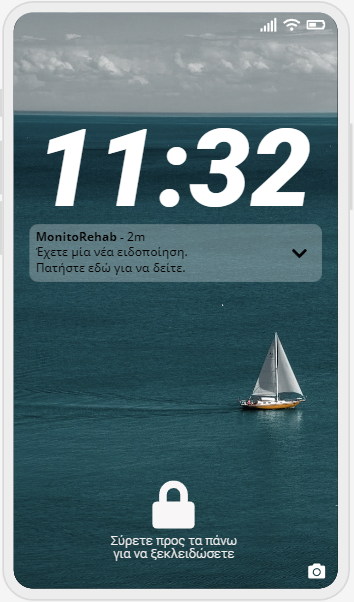 11:32
MonitoRehab - 2m
Έχετε μία νέα ειδοποίηση.
Πατήστε εδώ για να δείτε.
Σύρετε προς τα πάνω
για να ξεκλειδώσετε